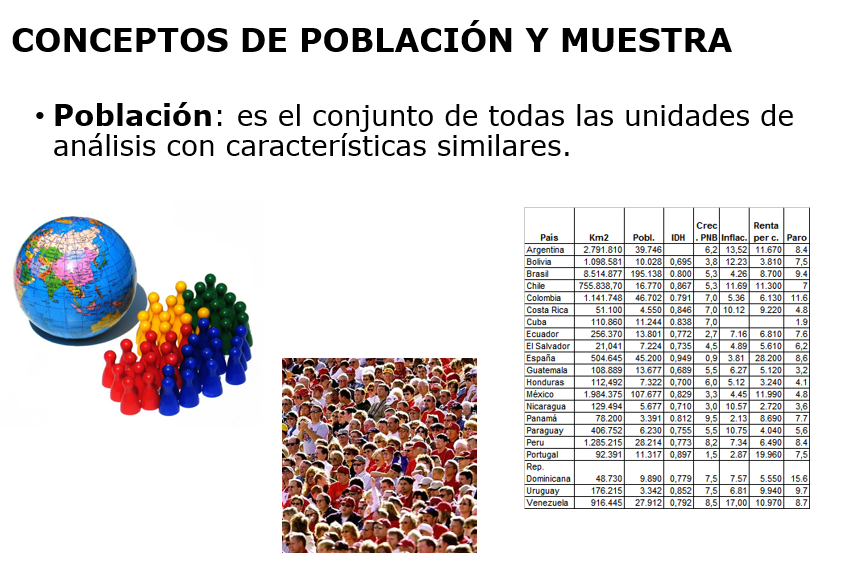 CONCEPTOS DE POBLACIÓN Y MUESTRA
• Población: es el conjunto de todas las unidades de
análisis con características similares.
País Km2 Pobl. IDH Crec. PNB Inflac. Renta per c. Paro
Argentina 2.791.810 39.746 6,2 13,52 11.670 8.4
Bolivia 1.098.581 10.028 0,695 3,8 12.23 3.810 7,5
Brasil 8.514.877 195.138 0.800 5,3 4.26 8.700 9.4
Chile 755.838,70 16.770 0,867 5,3 11.69 11.300 7
Colombia 1.141.748 46.702 0.791 7,0 5.36 6.130 11.6
Costa Rica 51.100 4.550 0,846 7,0 10.12 9.220 4.8
Cuba 110.860 11.244 0.838 7,0 1.9
Ecuador 256.370 13.801 0,772 2,7 7.16 6.810 7.6
El Salvador 21,041 7.224 0,735 4,5 4.89 5.610 6,2
España 504.645 45.200 0,949 0,9 3.81 28.200 8,6
Guatemala 108.889 13.677 0,689 5,5 6.27 5.120 3,2
Honduras 112,492 7.322 0,700 6,0 5.12 3.240 4.1
México 1.984.375 107.677 0,829 3,3 4.45 11.990 4.8
Nicaragua 129.494 5.677 0,710 3,0 10.57 2.720 3,6
Panamá 78.200 3.391 0.812 9,5 2.13 8.690 7.7
Paraguay 406.752 6.230 0.755 5,5 10.75 4.040 5,6
Peru 1.285.215 28.214 0,773 8,2 7.34 6.490 8.4
Portugal 92.391 11.317 0,897 1,5 2.87 19.960 7,5
Rep.
Dominicana 48.730 9.890 0,779 7,5 7.57 5.550 15.6
Uruguay 176.215 3.342 0,852 7,5 6.81 9.940 9.7
Venezuela 916.445 27.912 0,792 8,5 17,00 10.970 8.7